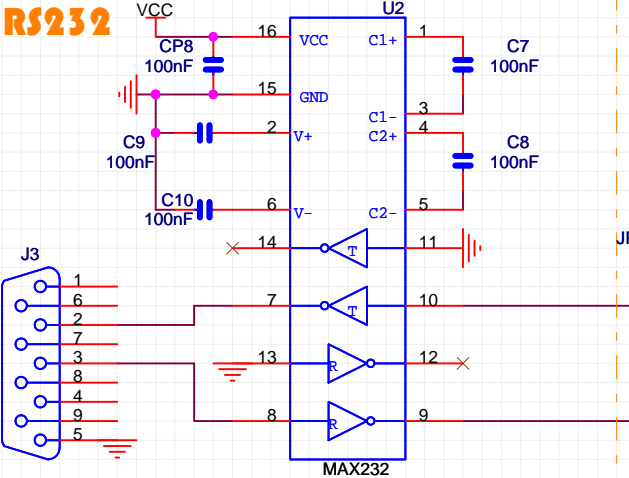 RS232
VCC
U2
16
VCC
C1+
1
CP8
100nF
C7
100nF
15
GND
C1-
3
2
V+
C2+
4
C9
100nF
C8
100nF
C10
100nF
6
V-
C2-
5
14
T
11
J3
1
6
2
7
3
8
4
9
5
7
T
10
13
R
12
8
R
9
MAX232